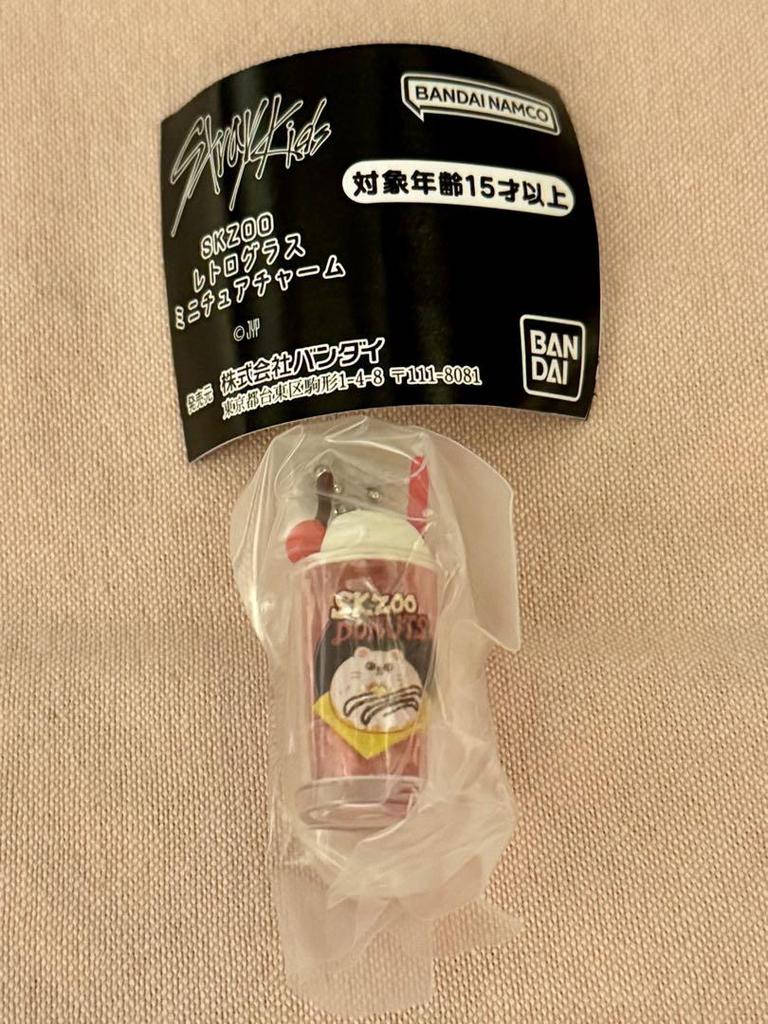 Stray Kids
BANDAI NAMCO
対象年齢15才以上
SKZOO
レトログラス
ミニチュアチャーム
©JYP
BAN
DAI
発売元 株式会社バンダイ
東京都台東区駒形1-4-8 〒111-8081
SKZOO
DONUTS